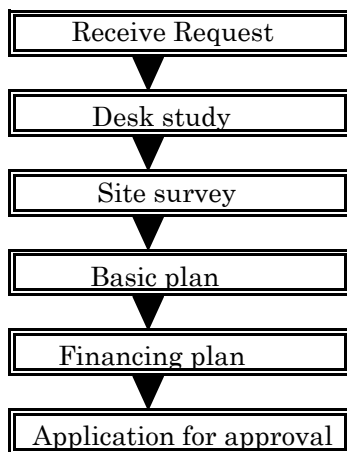 Receive Request
Desk study
Site survey
Basic plan
Financing plan
Application for approval